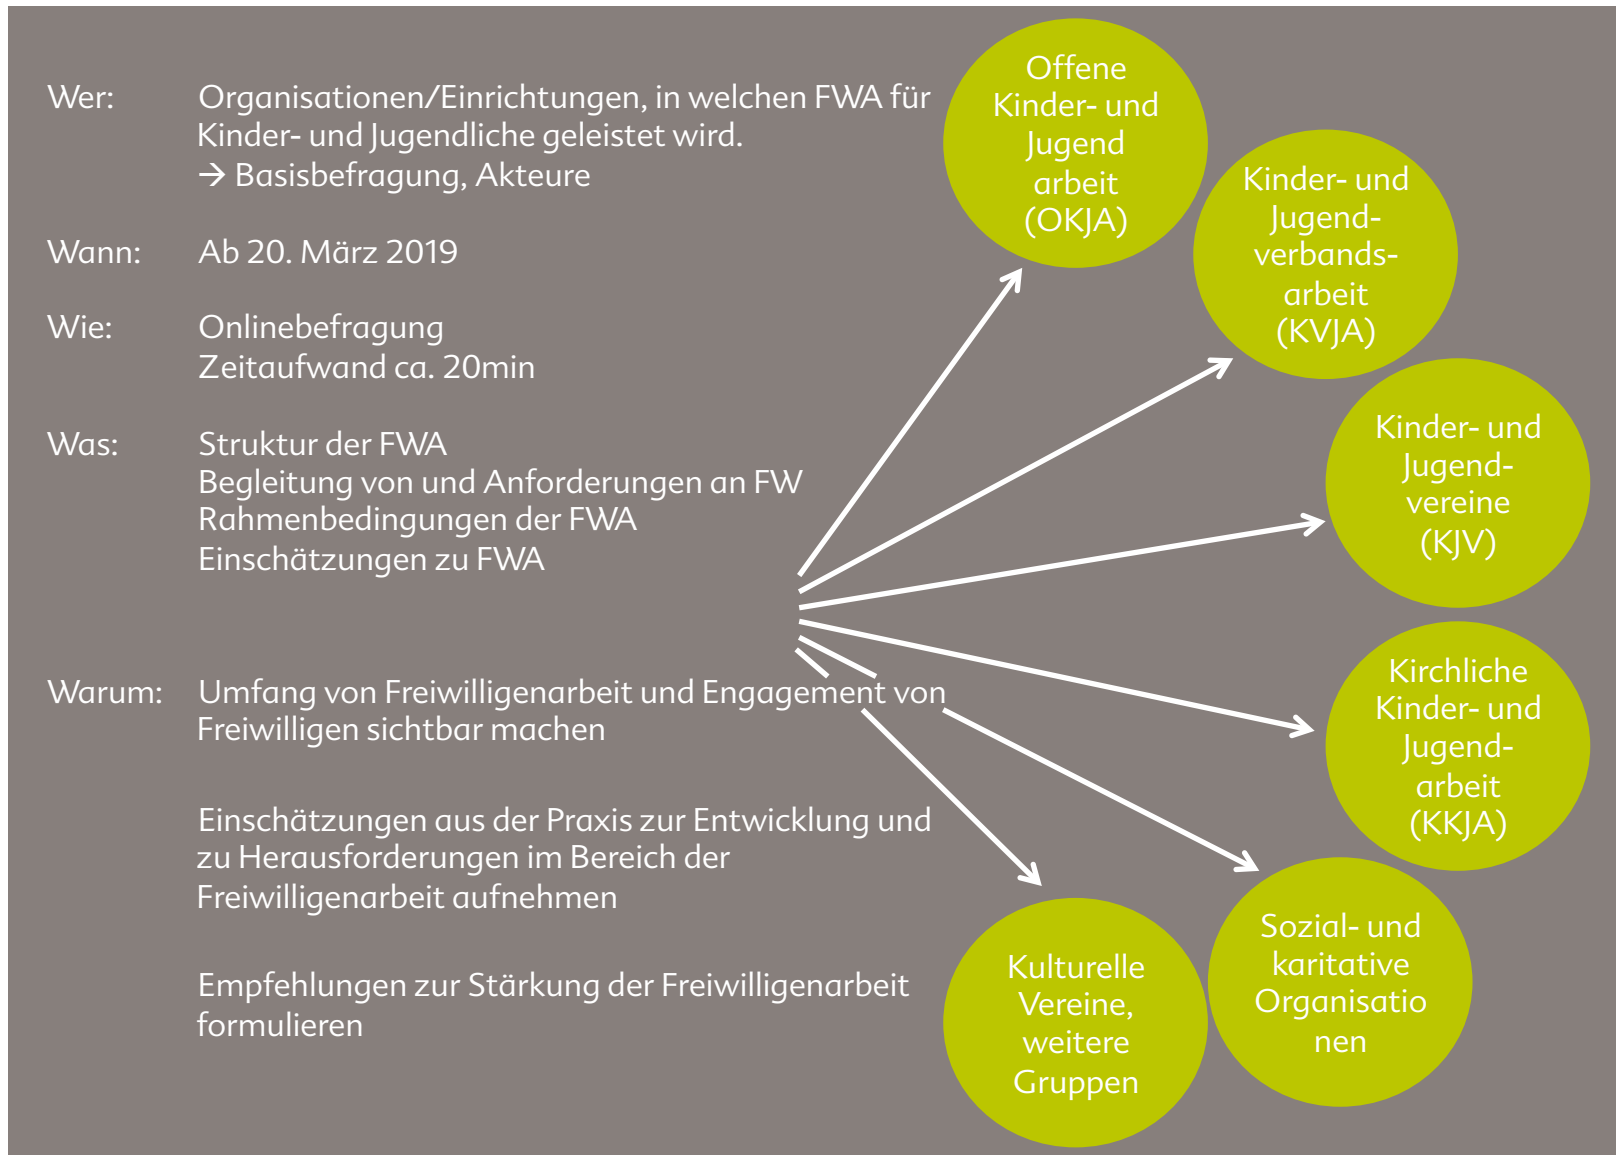 Wer: Organisationen/Einrichtungen, in welchen FWA für
Kinder- und Jugendliche geleistet wird.
→ Basisbefragung, Akteure
Wann: Ab 20. März 2019
Wie: Onlinebefragung
Zeitaufwand ca. 20min
Was: Struktur der FWA
Begleitung von und Anforderungen an FW
Rahmenbedingungen der FWA
Einschätzungen zu FWA
Warum: Umfang von Freiwilligenarbeit und Engagement von
Freiwilligen sichtbar machen
Einschätzungen aus der Praxis zur Entwicklung und
zu Herausforderungen im Bereich der
Freiwilligenarbeit aufnehmen
Empfehlungen zur Stärkung der Freiwilligenarbeit
formulieren
Offene
Kinder- und
Jugend
arbeit
(OKJA)
Kinder- und
Jugend-
verbands-
arbeit
(KVJA)
Kinder- und
Jugend-
vereine
(KJV)
Kirchliche
Kinder- und
Jugend-
arbeit
(KKJA)
Sozial- und
karitative
Organisatio
nen
Kulturelle
Vereine,
weitere
Gruppen